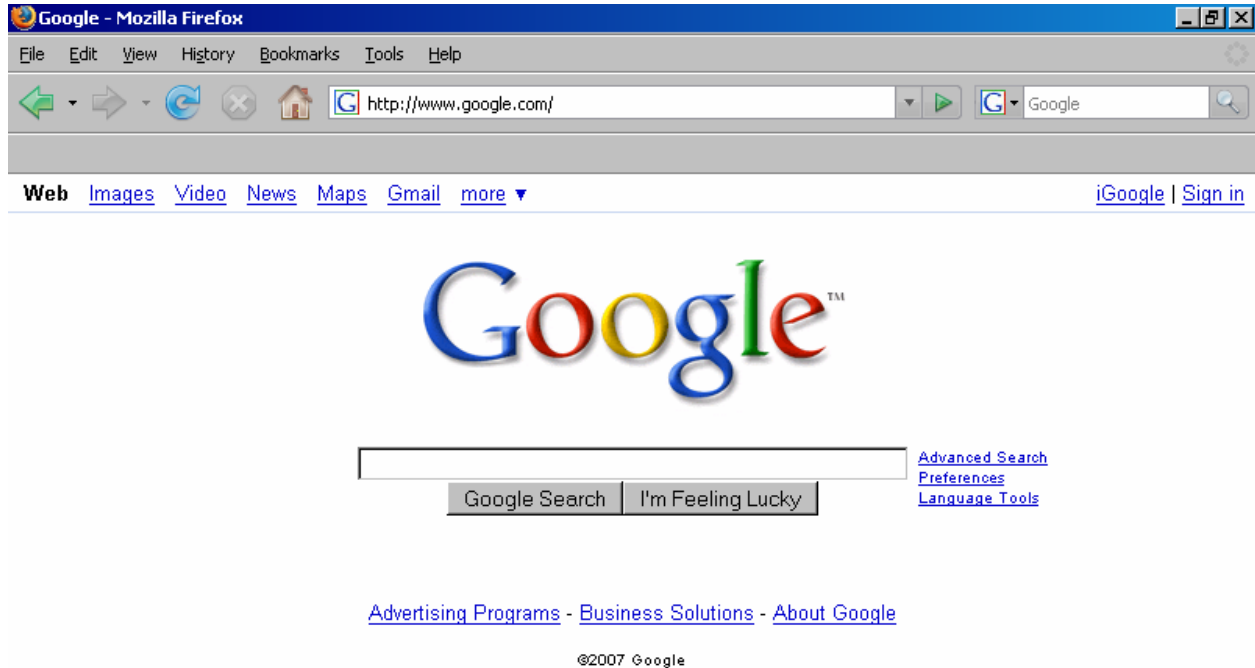 Google - Mozilla Firefox
File Edit View History Bookmarks Tools Help
G http://www.google.com/ G Google
Web Images Video News Maps Gmail more ▼ iGoogle | Sign in
Google™
Advanced Search
Preferences
Language Tools
Google Search I'm Feeling Lucky
Advertising Programs - Business Solutions - About Google
©2007 Google